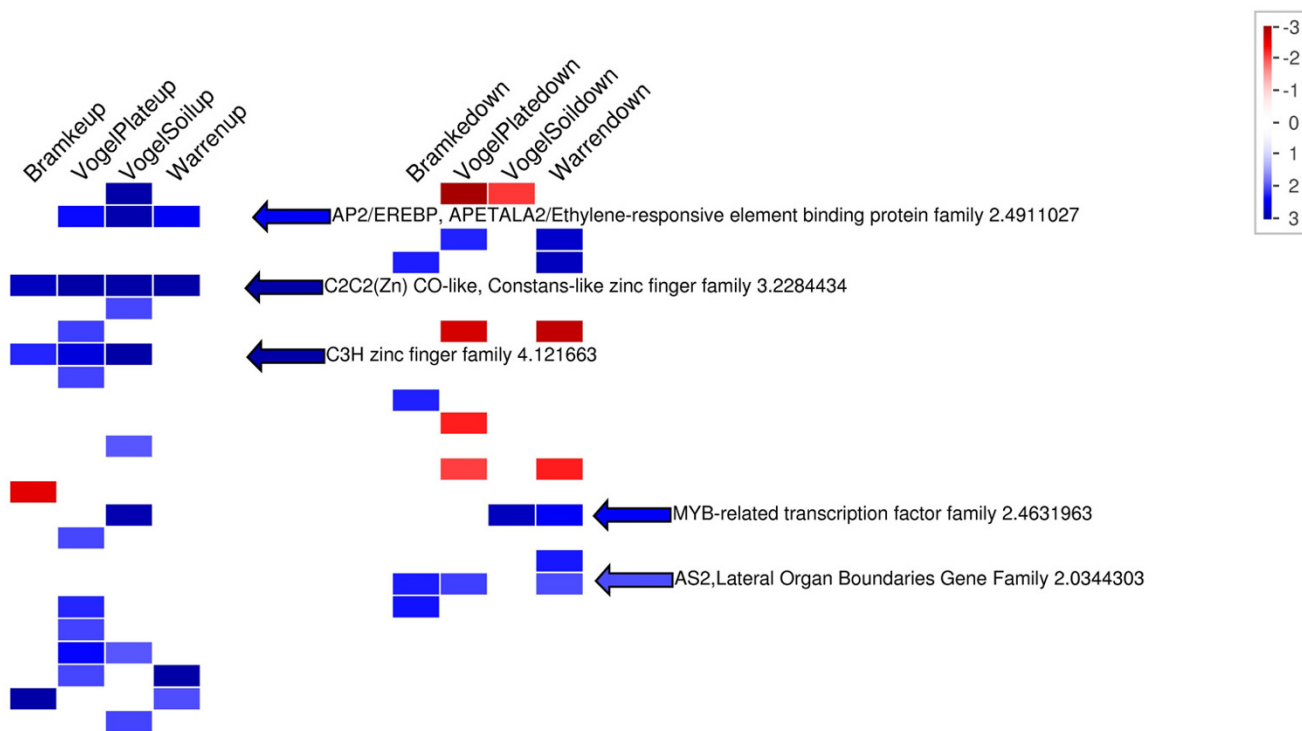 Bramkeup
VogelPlateup
VogelSoilup
Warrenup
Bramkedown
VogelPlatedown
VogelSoildown
Warrendown
-3
-2
-1
0
1
2
3
AP2/EREBP, APETALA2/Ethylene-responsive element binding protein family 2.4911027
C2C2(Zn) CO-like, Constans-like zinc finger family 3.2284434
C3H zinc finger family 4.121663
MYB-related transcription factor family 2.4631963
AS2,Lateral Organ Boundaries Gene Family 2.0344303